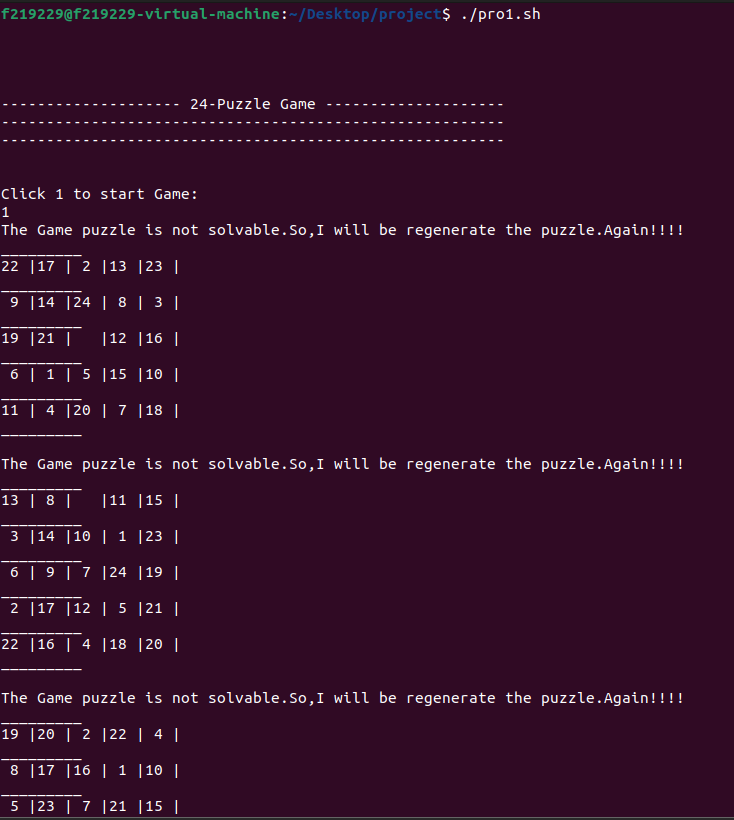 f219229@f219229-virtual-machine:~/Desktop/project$ ./pro1.sh
-------------------- 24-Puzzle Game --------------------
--------------------------------------------------------
--------------------------------------------------------
Click 1 to start Game:
1
The Game puzzle is not solvable.So,I will be regenerate the puzzle.Again!!!!
_________
22 |17 | 2 |13 |23 |
_________
 9 |14 |24 | 8 | 3 |
_________
19 |21 |   |12 |16 |
_________
 6 | 1 | 5 |15 |10 |
_________
11 | 4 |20 | 7 |18 |
_________
The Game puzzle is not solvable.So,I will be regenerate the puzzle.Again!!!!
_________
13 | 8 |   |11 |15 |
_________
 3 |14 |10 | 1 |23 |
_________
 6 | 9 | 7 |24 |19 |
_________
 2 |17 |12 | 5 |21 |
_________
22 |16 | 4 |18 |20 |
_________
The Game puzzle is not solvable.So,I will be regenerate the puzzle.Again!!!!
_________
19 |20 | 2 |22 | 4 |
_________
 8 |17 |16 | 1 |10 |
_________
 5 |23 | 7 |21 |15 |